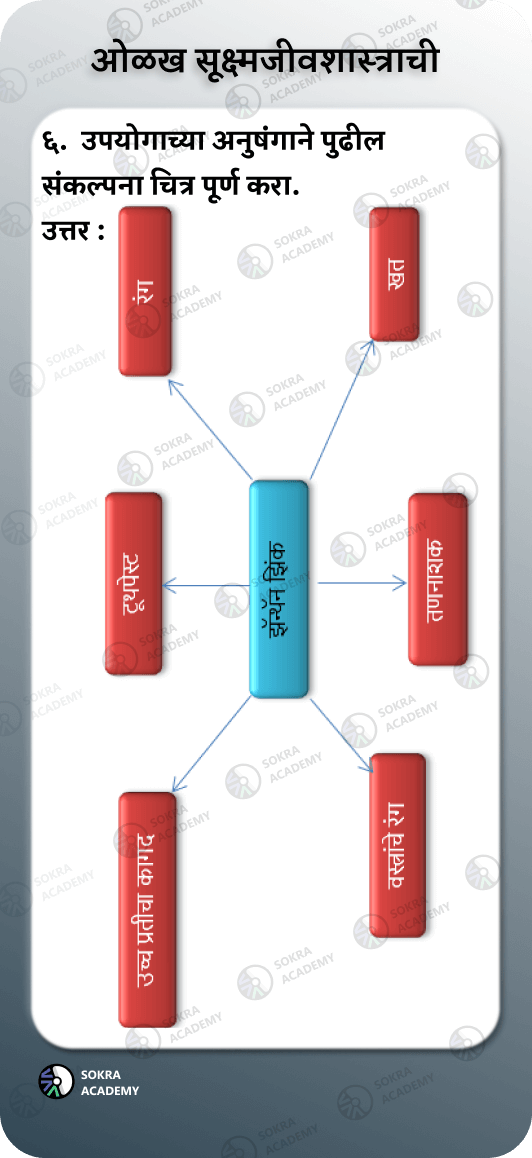 ओळख सूक्ष्मजीवशास्त्राची
६. उपयोगाच्या अनुषंगाने पुढील
संकल्पना चित्र पूर्ण करा.
उत्तर :
रंग
खत
टूथपेस्ट
झॅन्थॅन झिंक
तणनाशक
उच्च प्रतीचा कागद
वस्त्रांचे रंग
SOKRA
ACADEMY